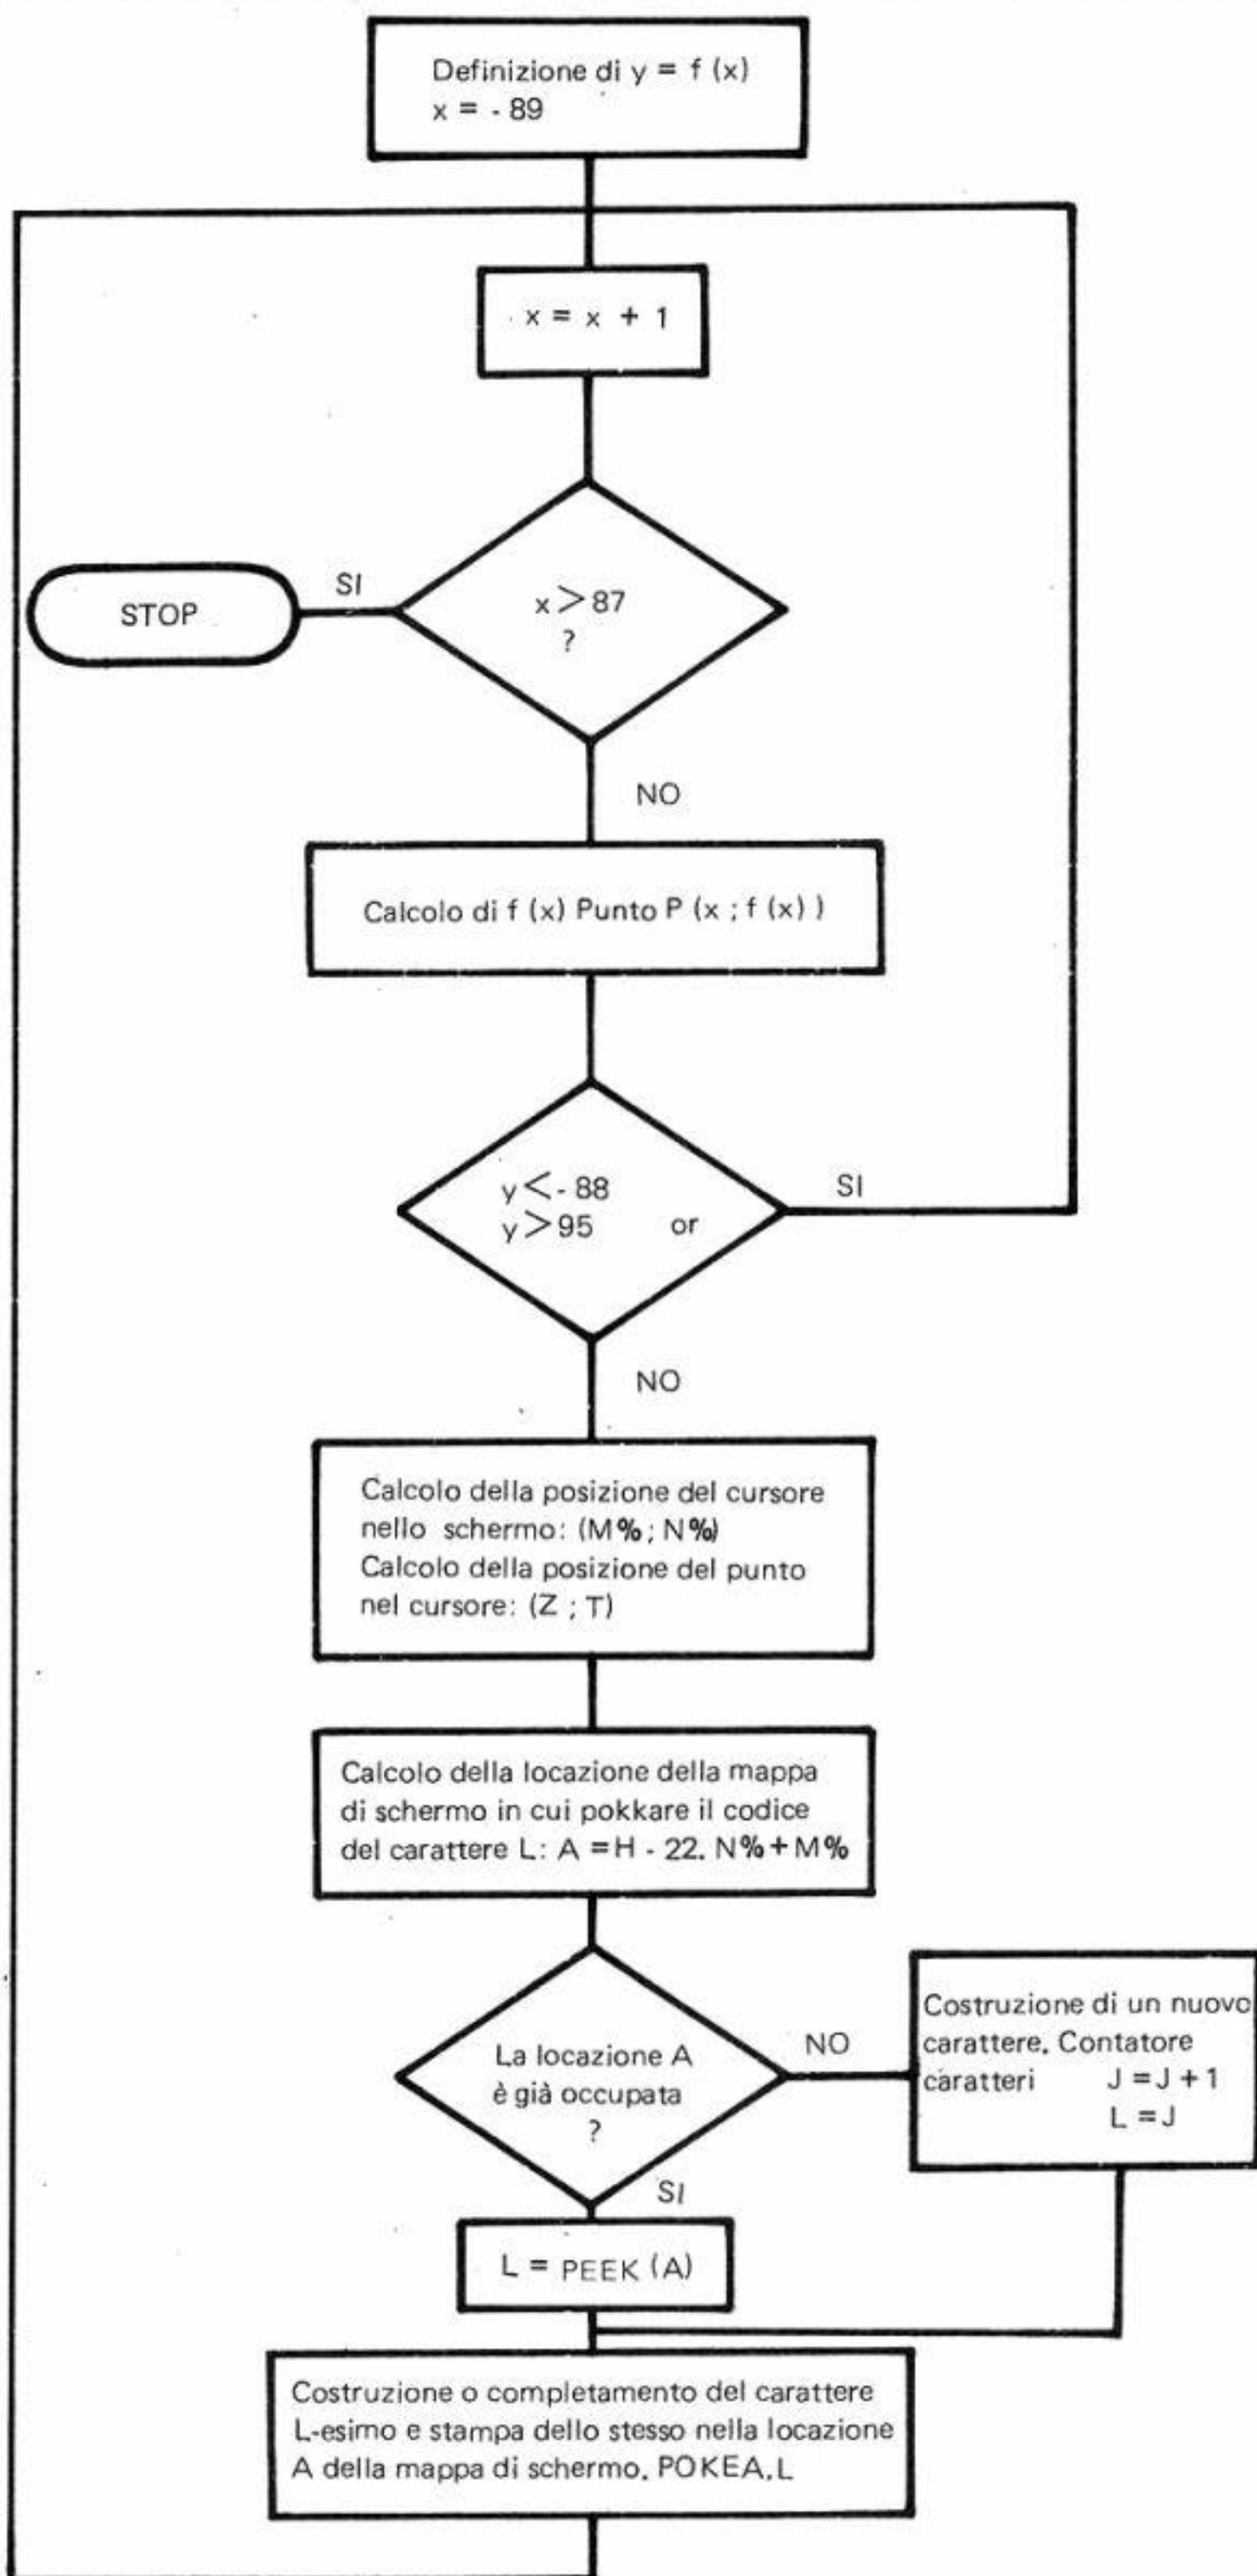 Definizione di y = f (x)
x = - 89
x = x + 1
SI
STOP
x > 87
?
NO
Calcolo di f (x) Punto P (x ; f (x) )
y < - 88
y > 95 or
SI
NO
Calcolo della posizione del cursore
nello schermo: (M% ; N%)
Calcolo della posizione del punto
nel cursore: (Z ; T)
Calcolo della locazione della mappa
di schermo in cui pokkare il codice
del carattere L: A = H - 22. N% + M%
La locazione A
è già occupata
?
NO
Costruzione di un nuovo
carattere. Contatore
caratteri J = J + 1
L = J
SI
L = PEEK (A)
Costruzione o completamento del carattere
L-esimo e stampa dello stesso nella locazione
A della mappa di schermo. POKEA,L